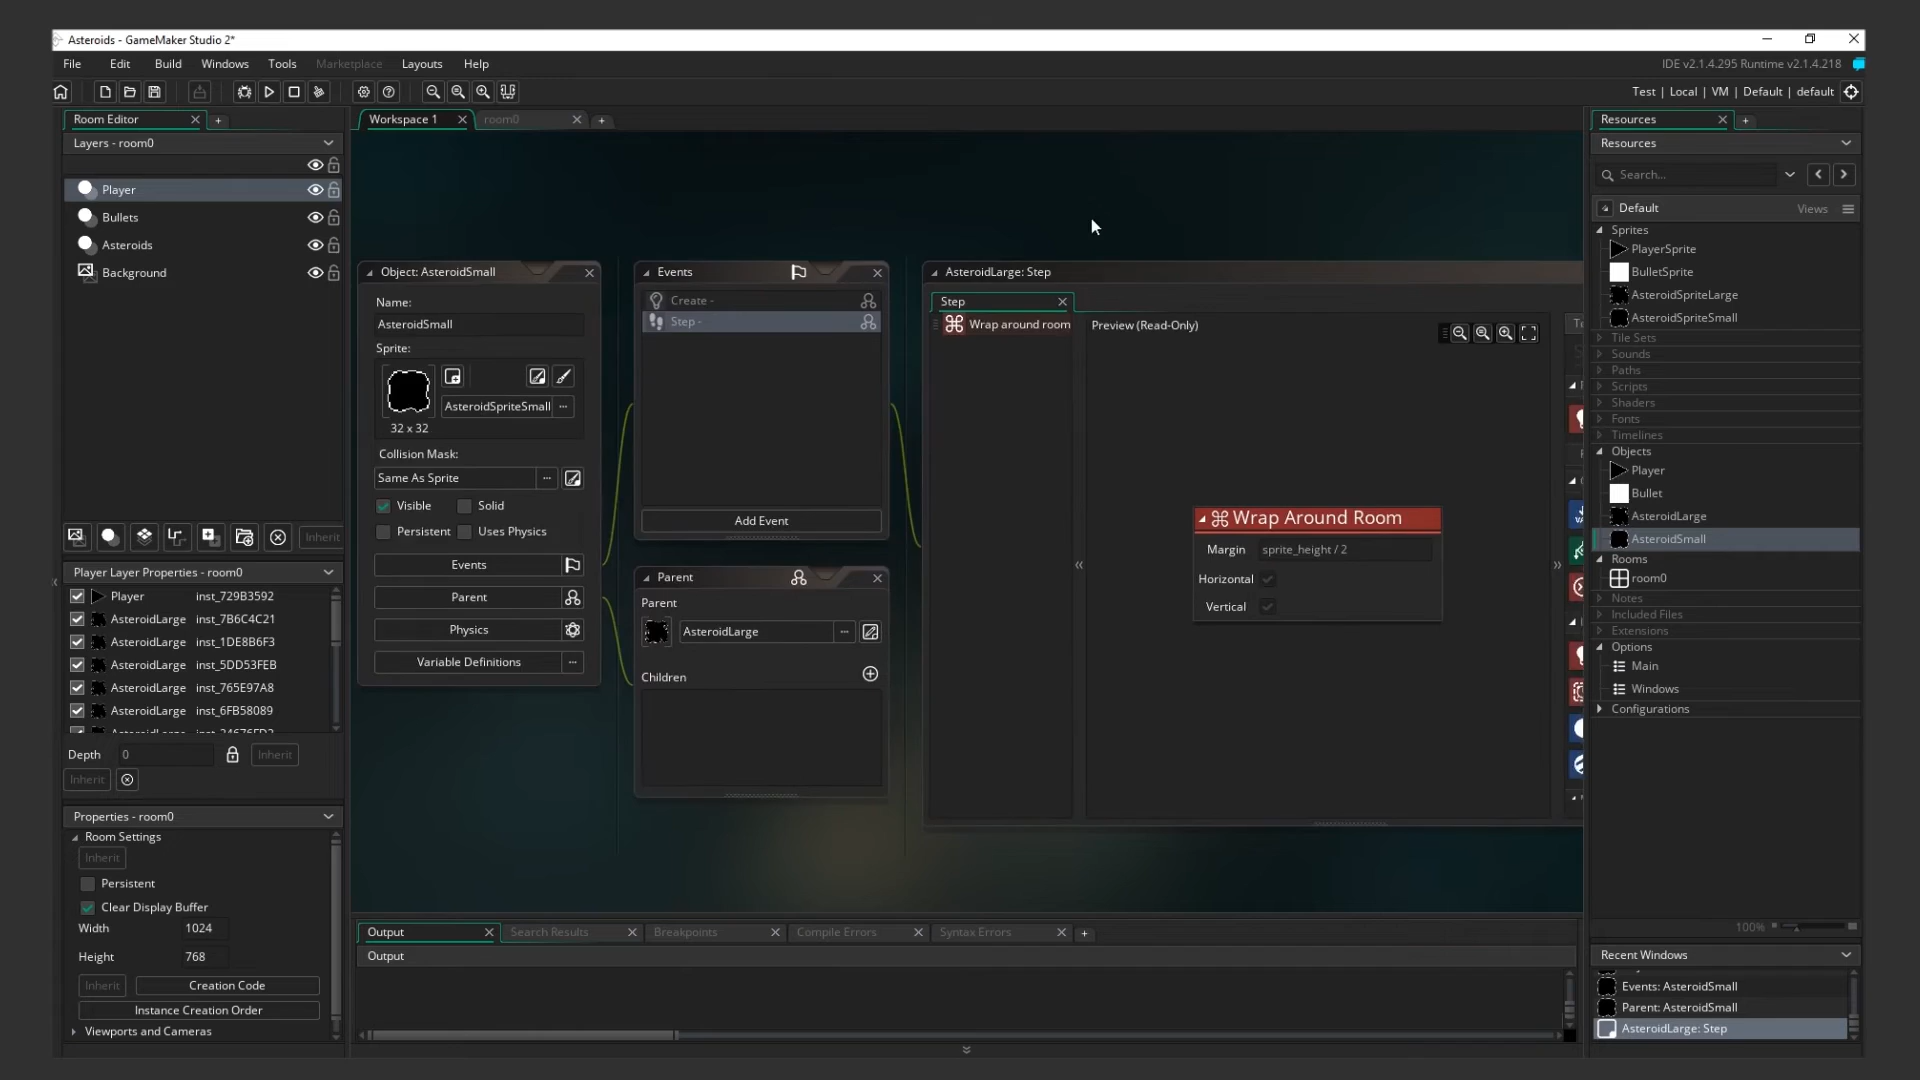 Asteroids - GameMaker Studio 2*
File Edit Build Windows Tools Marketplace Layouts Help
IDE v2.1.4.295 Runtime v2.1.4.218
Test | Local | VM | Default | default
Room Editor
Layers - room0
Player
Bullets
Asteroids
Background
Inherit
Player Layer Properties - room0
Player inst_729B3592
AsteroidLarge inst_7B6C4C21
AsteroidLarge inst_1DE8B6F3
AsteroidLarge inst_5DD53FEB
AsteroidLarge inst_765E97A8
AsteroidLarge inst_6FB58089
Depth 0 Inherit
Inherit
Properties - room0
Room Settings
Inherit
Persistent
Clear Display Buffer
Width 1024
Height 768
Inherit Creation Code
Instance Creation Order
Viewports and Cameras
Workspace 1 room0
Object: AsteroidSmall
Name:
AsteroidSmall
Sprite:
AsteroidSpriteSmall
32 x 32
Collision Mask:
Same As Sprite
Visible Solid
Persistent Uses Physics
Events
Parent
Physics
Variable Definitions
Events
Create -
Step -
Add Event
Parent
Parent
AsteroidLarge
Children
AsteroidLarge: Step
Step
Wrap around room
Preview (Read-Only)
Wrap Around Room
Margin sprite_height / 2
Horizontal
Vertical
Output Search Results Breakpoints Compile Errors Syntax Errors
Output
Resources
Resources
Search...
Default Views
Sprites
PlayerSprite
BulletSprite
AsteroidSpriteLarge
AsteroidSpriteSmall
Tile Sets
Sounds
Paths
Scripts
Shaders
Fonts
Timelines
Objects
Player
Bullet
AsteroidLarge
AsteroidSmall
Rooms
room0
Notes
Included Files
Extensions
Options
Main
Windows
Configurations
100%
Recent Windows
Events: AsteroidSmall
Parent: AsteroidSmall
AsteroidLarge: Step